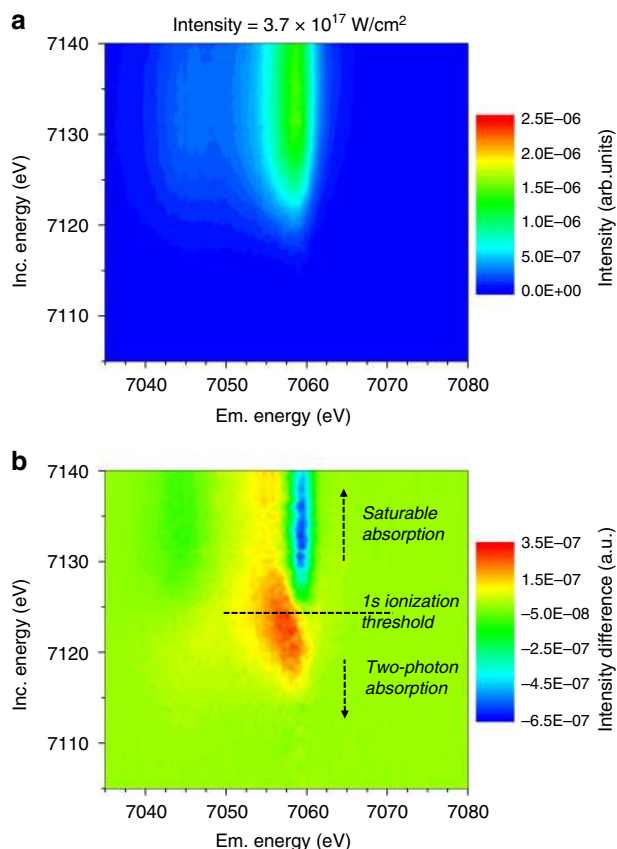 a
Intensity = 3.7 × 10¹⁷ W/cm²
7140
7130
7120
7110
Inc. energy (eV)
7040 7050 7060 7070 7080
Em. energy (eV)
2.5E–06
2.0E–06
1.5E–06
1.0E–06
5.0E–07
0.0E+00
Intensity (arb.units)
b
7140
7130
7120
7110
Inc. energy (eV)
Saturable
absorption
1s ionization
threshold
Two-photon
absorption
7040 7050 7060 7070 7080
Em. energy (eV)
3.5E–07
1.5E–07
–5.0E–08
–2.5E–07
–4.5E–07
–6.5E–07
Intensity difference (a.u.)